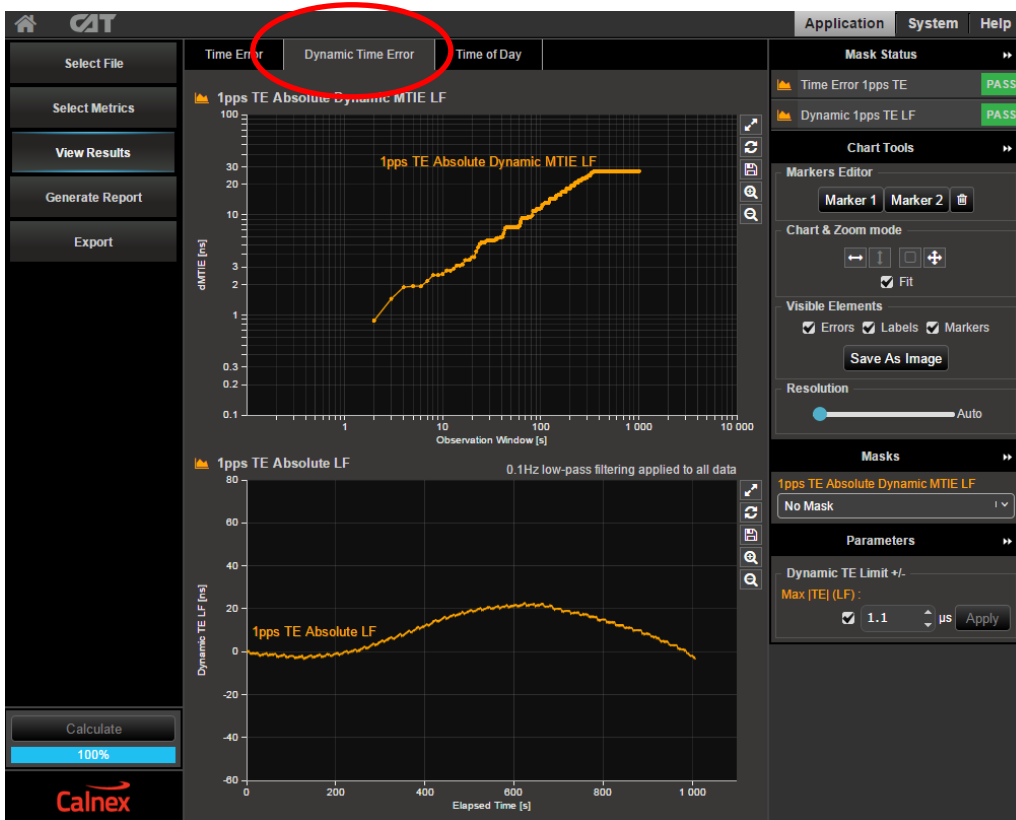 CAT
Application System Help
Select File
Select Metrics
View Results
Generate Report
Export
Calculate
100%
Calnex
Time Error Dynamic Time Error Time of Day
1pps TE Absolute Dynamic MTIE LF
1pps TE Absolute Dynamic MTIE LF
dMTIE [ns]
100
30
20
10
3
2
1
0.3
0.2
0.1
1 10 100 1 000 10 000
Observation Window [s]
1pps TE Absolute LF
0.1Hz low-pass filtering applied to all data
Dynamic TE LF [ns]
80
60
40
20
0
-20
-40
-60
1pps TE Absolute LF
0 200 400 600 800 1 000
Elapsed Time [s]
Mask Status
Time Error 1pps TE PASS
Dynamic 1pps TE LF PASS
Chart Tools
Markers Editor
Marker 1 Marker 2
Chart & Zoom mode
Fit
Visible Elements
Errors Labels Markers
Save As Image
Resolution
Auto
Masks
1pps TE Absolute Dynamic MTIE LF
No Mask
Parameters
Dynamic TE Limit +/-
Max |TE| (LF) :
1.1 µs Apply